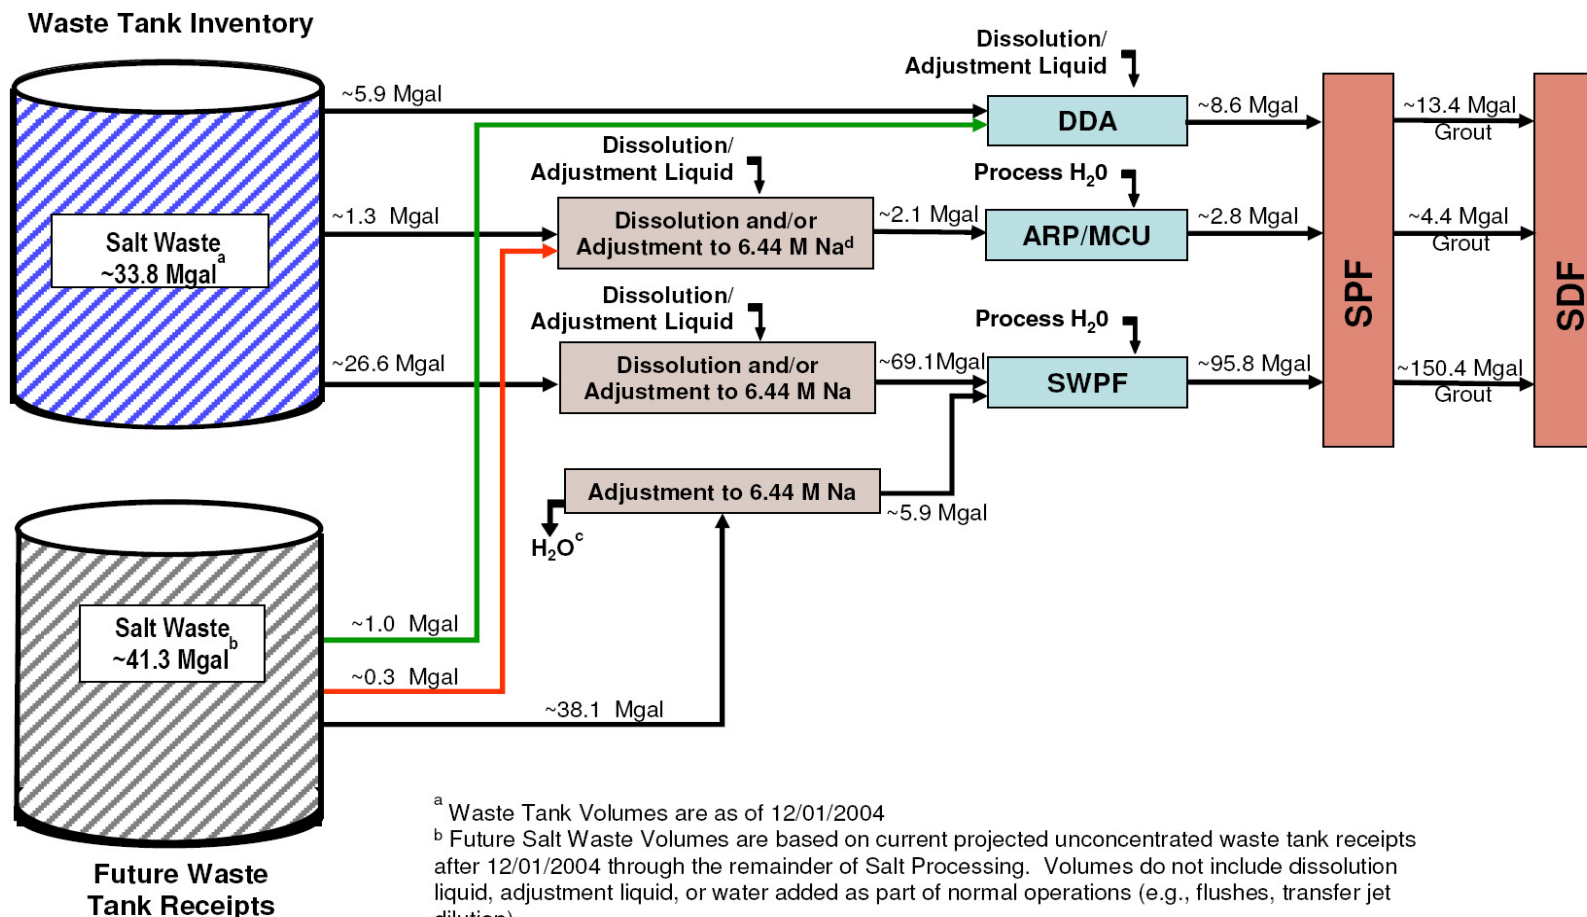 Waste Tank Inventory
Salt Waste
~33.8 Mgal a
~5.9 Mgal
~1.3 Mgal
~26.6 Mgal
Dissolution/
Adjustment Liquid
DDA
~8.6 Mgal
~13.4 Mgal
Grout
Dissolution/
Adjustment Liquid
Dissolution and/or
Adjustment to 6.44 M Na d
~2.1 Mgal
Process H20
ARP/MCU
~2.8 Mgal
~4.4 Mgal
Grout
Dissolution/
Adjustment Liquid
Dissolution and/or
Adjustment to 6.44 M Na
~69.1Mgal
Process H20
SWPF
~95.8 Mgal
~150.4 Mgal
Grout
SPF
SDF
Adjustment to 6.44 M Na
~5.9 Mgal
H2O c
Salt Waste
~41.3 Mgal b
~1.0 Mgal
~0.3 Mgal
~38.1 Mgal
Future Waste
Tank Receipts
a Waste Tank Volumes are as of 12/01/2004
b Future Salt Waste Volumes are based on current projected unconcentrated waste tank receipts
after 12/01/2004 through the remainder of Salt Processing. Volumes do not include dissolution
liquid, adjustment liquid, or water added as part of normal operations (e.g., flushes, transfer jet
dilution)